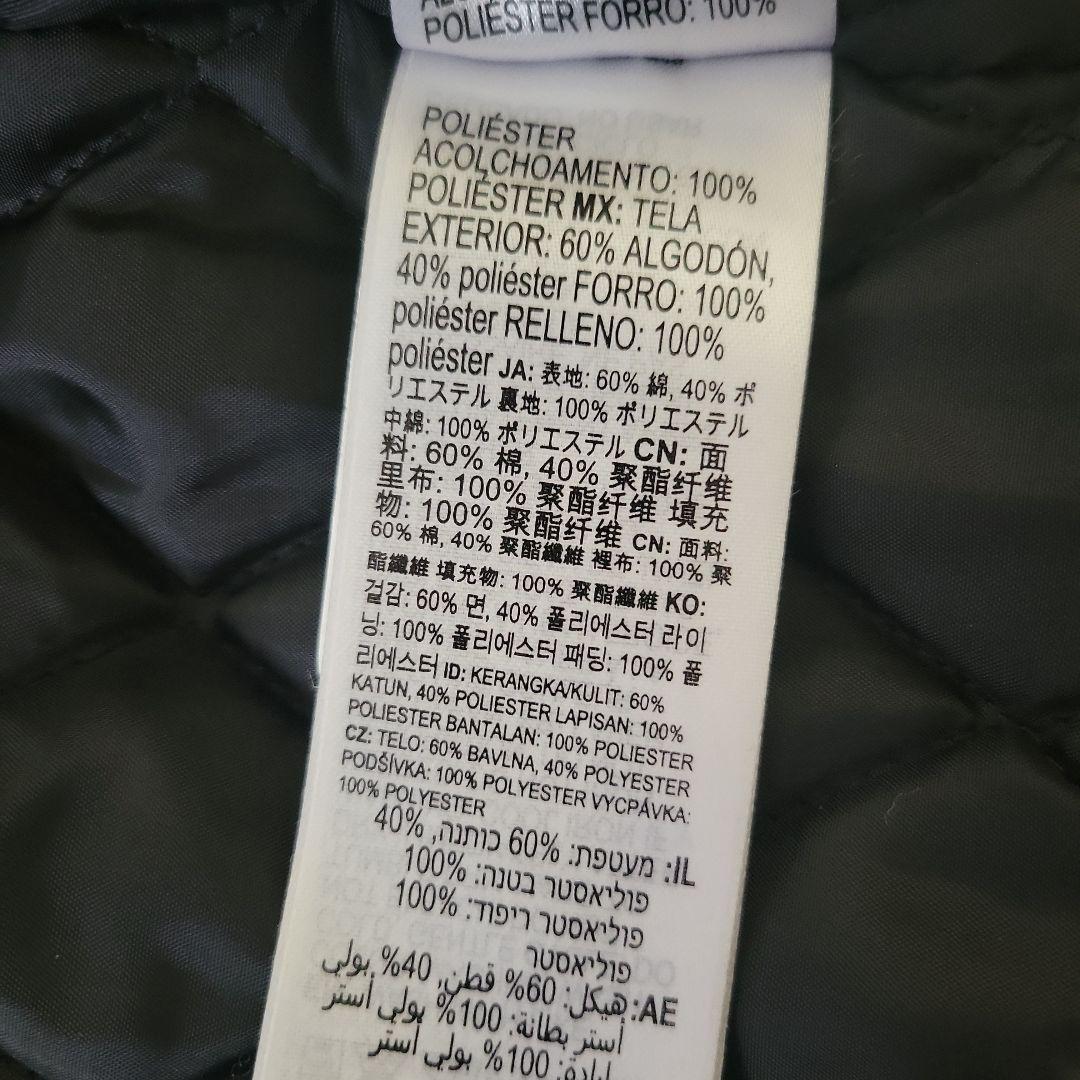 POLIÉSTER FORRO: 100%
POLIÉSTER
ACOLCHOAMENTO: 100%
POLIÉSTER MX: TELA
EXTERIOR: 60% ALGODÓN,
40% poliéster FORRO: 100%
poliéster RELLENO: 100%
poliéster JA: 表地: 60% 綿, 40% ポ
リエステル 裏地: 100% ポリエステル
中綿: 100% ポリエステル CN: 面
料: 60% 棉, 40% 聚酯纤维
里布: 100% 聚酯纤维 填充
物: 100% 聚酯纤维 CN: 面料:
60% 棉, 40% 聚酯纖維 裡布: 100% 聚
酯纖維 填充物: 100% 聚酯纖維 KO:
겉감: 60% 면, 40% 폴리에스터 라이
닝: 100% 폴리에스터 패딩: 100% 폴
리에스터 ID: KERANGKA/KULIT: 60%
KATUN, 40% POLIESTER LAPISAN: 100%
POLIESTER BANTALAN: 100% POLIESTER
CZ: TELO: 60% BAVLNA, 40% POLYESTER
PODŠÍVKA: 100% POLYESTER VYCPÁVKA:
100% POLYESTER
IL: מעטפת: 60% כותנה, 40%
פוליאסטר בטנה: 100%
פוליאסטר ריפוד: 100%
פוליאסטר
AE: هيكل: 60% قطن, 40% بولي
أستر بطانة: 100% بولي أستر
لبادة: 100% بولي أستر